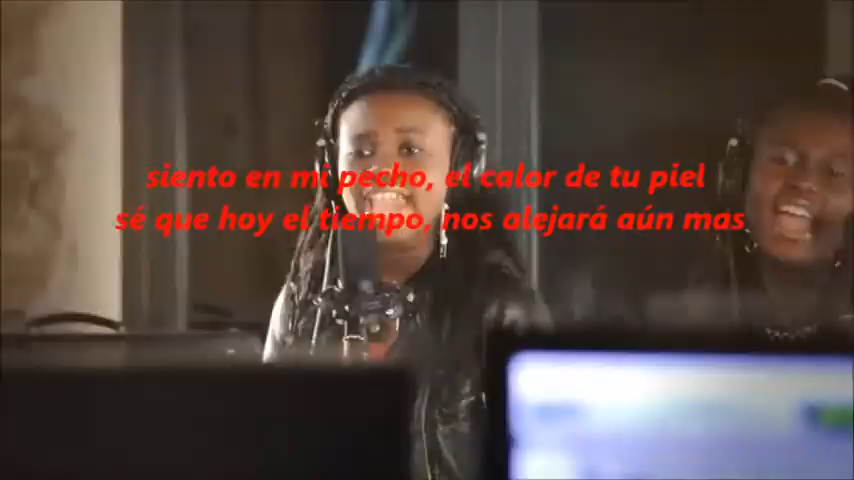 siento en mi pecho, el calor de tu piel
sé que hoy el tiempo, nos alejará aún mas